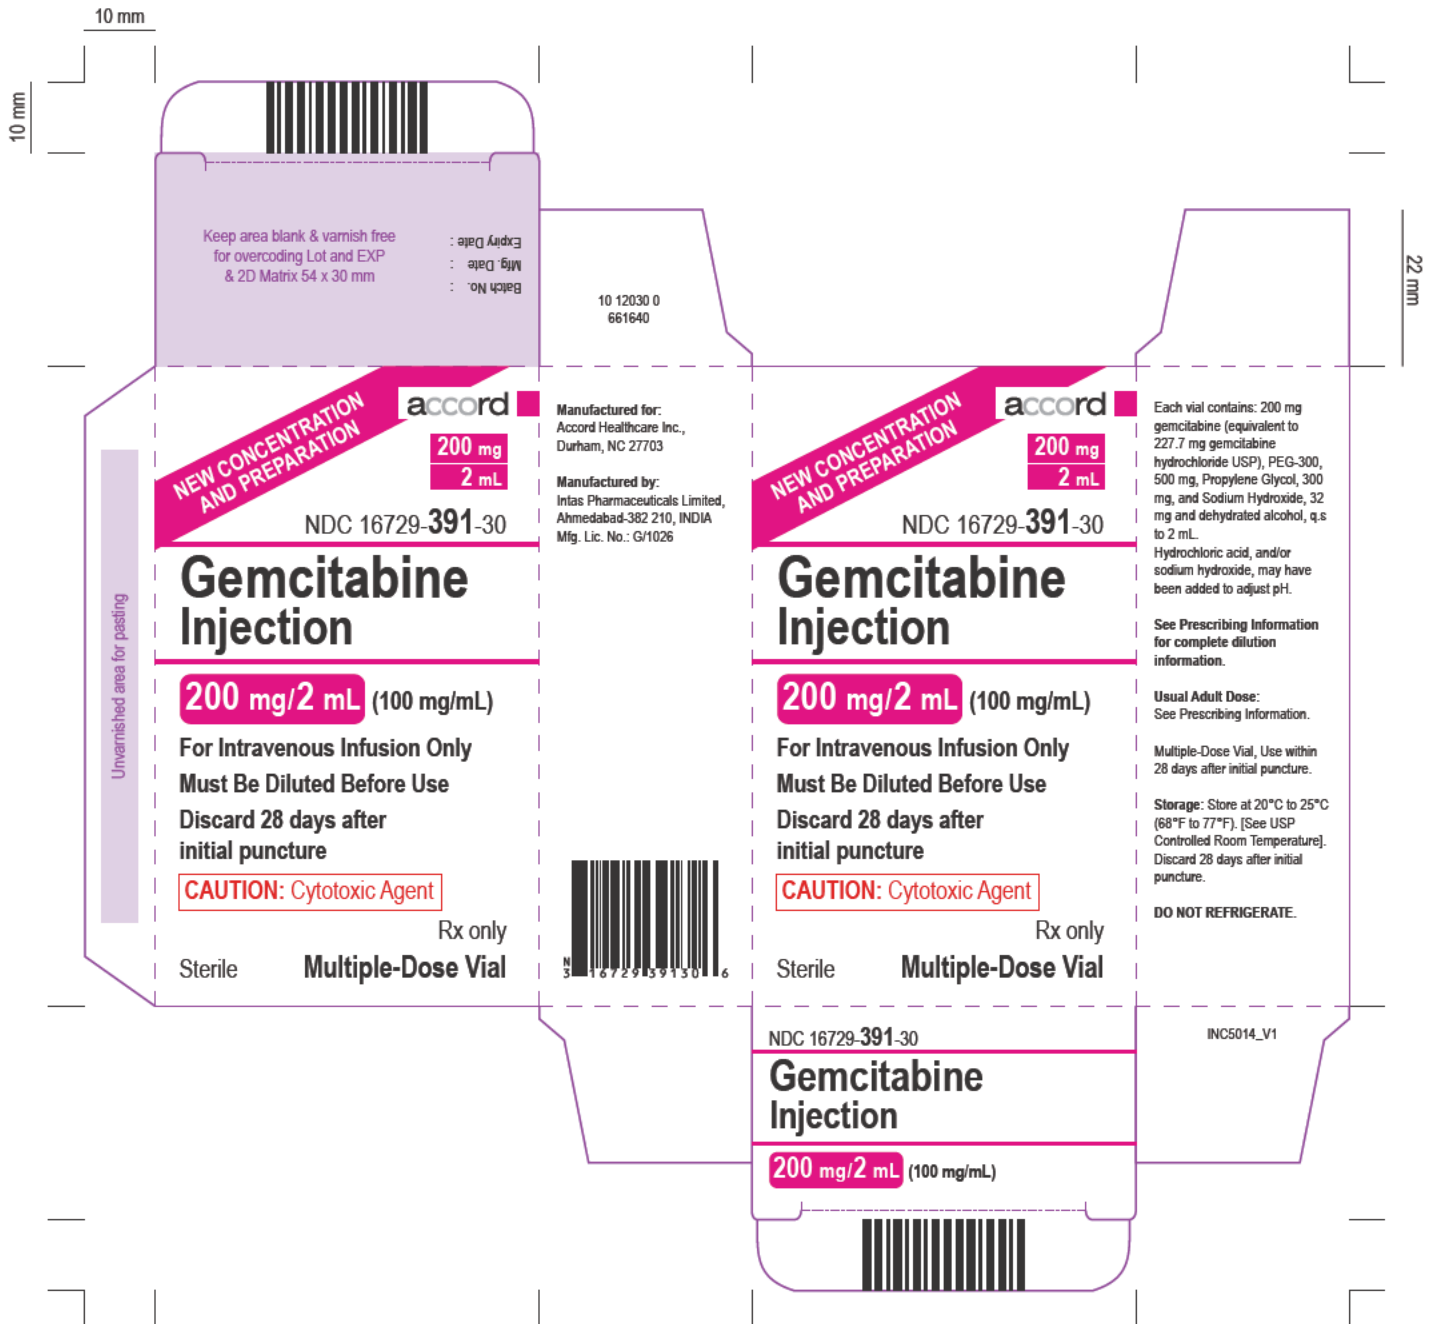 10 mm
10 mm
22 mm
Keep area blank & varnish free
for overcoding Lot and EXP
& 2D Matrix 54 x 30 mm
Batch No. :
Mfg. Date :
Expiry Date :
10 12030 0
661640
Unvarnished area for pasting
NEW CONCENTRATION
AND PREPARATION
accord
200 mg
2 mL
NDC 16729-391-30
Gemcitabine
Injection
200 mg/2 mL (100 mg/mL)
For Intravenous Infusion Only
Must Be Diluted Before Use
Discard 28 days after
initial puncture
CAUTION: Cytotoxic Agent
Rx only
Sterile Multiple-Dose Vial
Manufactured for:
Accord Healthcare Inc.,
Durham, NC 27703
Manufactured by:
Intas Pharmaceuticals Limited,
Ahmedabad-382 210, INDIA
Mfg. Lic. No.: G/1026
N
3 16729 39130 6
NEW CONCENTRATION
AND PREPARATION
accord
200 mg
2 mL
NDC 16729-391-30
Gemcitabine
Injection
200 mg/2 mL (100 mg/mL)
For Intravenous Infusion Only
Must Be Diluted Before Use
Discard 28 days after
initial puncture
CAUTION: Cytotoxic Agent
Rx only
Sterile Multiple-Dose Vial
Each vial contains: 200 mg
gemcitabine (equivalent to
227.7 mg gemcitabine
hydrochloride USP), PEG-300,
500 mg, Propylene Glycol, 300
mg, and Sodium Hydroxide, 32
mg and dehydrated alcohol, q.s
to 2 mL.
Hydrochloric acid, and/or
sodium hydroxide, may have
been added to adjust pH.
See Prescribing Information
for complete dilution
information.
Usual Adult Dose:
See Prescribing Information.
Multiple-Dose Vial, Use within
28 days after initial puncture.
Storage: Store at 20°C to 25°C
(68°F to 77°F). [See USP
Controlled Room Temperature].
Discard 28 days after initial
puncture.
DO NOT REFRIGERATE.
NDC 16729-391-30
Gemcitabine
Injection
200 mg/2 mL (100 mg/mL)
INC5014_V1